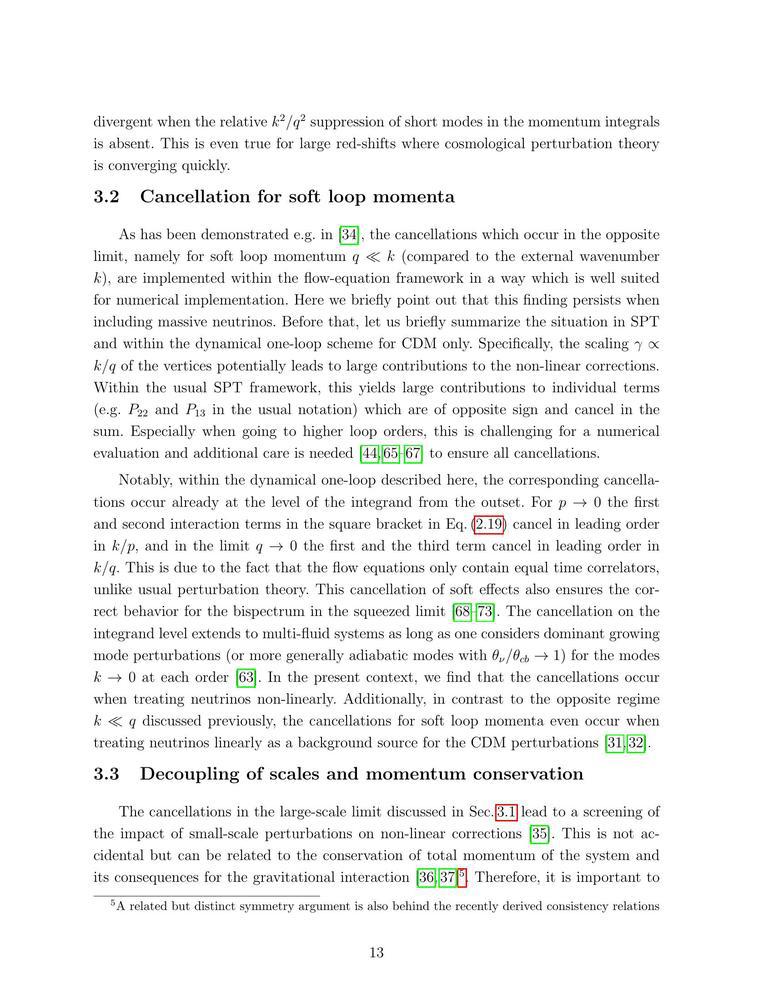 divergent when the relative k²/q² suppression of short modes in the momentum integrals
is absent. This is even true for large red-shifts where cosmological perturbation theory
is converging quickly.
3.2 Cancellation for soft loop momenta
As has been demonstrated e.g. in [34], the cancellations which occur in the opposite
limit, namely for soft loop momentum q ≪ k (compared to the external wavenumber
k), are implemented within the flow-equation framework in a way which is well suited
for numerical implementation. Here we briefly point out that this finding persists when
including massive neutrinos. Before that, let us briefly summarize the situation in SPT
and within the dynamical one-loop scheme for CDM only. Specifically, the scaling γ ∝
k/q of the vertices potentially leads to large contributions to the non-linear corrections.
Within the usual SPT framework, this yields large contributions to individual terms
(e.g. P₂₂ and P₁₃ in the usual notation) which are of opposite sign and cancel in the
sum. Especially when going to higher loop orders, this is challenging for a numerical
evaluation and additional care is needed [44, 65–67] to ensure all cancellations.
Notably, within the dynamical one-loop described here, the corresponding cancella-
tions occur already at the level of the integrand from the outset. For p → 0 the first
and second interaction terms in the square bracket in Eq. (2.19) cancel in leading order
in k/p, and in the limit q → 0 the first and the third term cancel in leading order in
k/q. This is due to the fact that the flow equations only contain equal time correlators,
unlike usual perturbation theory. This cancellation of soft effects also ensures the cor-
rect behavior for the bispectrum in the squeezed limit [68–73]. The cancellation on the
integrand level extends to multi-fluid systems as long as one considers dominant growing
mode perturbations (or more generally adiabatic modes with θ_ν/θ_cb → 1) for the modes
k → 0 at each order [63]. In the present context, we find that the cancellations occur
when treating neutrinos non-linearly. Additionally, in contrast to the opposite regime
k ≪ q discussed previously, the cancellations for soft loop momenta even occur when
treating neutrinos linearly as a background source for the CDM perturbations [31, 32].
3.3 Decoupling of scales and momentum conservation
The cancellations in the large-scale limit discussed in Sec. 3.1 lead to a screening of
the impact of small-scale perturbations on non-linear corrections [35]. This is not ac-
cidental but can be related to the conservation of total momentum of the system and
its consequences for the gravitational interaction [36, 37]⁵. Therefore, it is important to
⁵A related but distinct symmetry argument is also behind the recently derived consistency relations
13